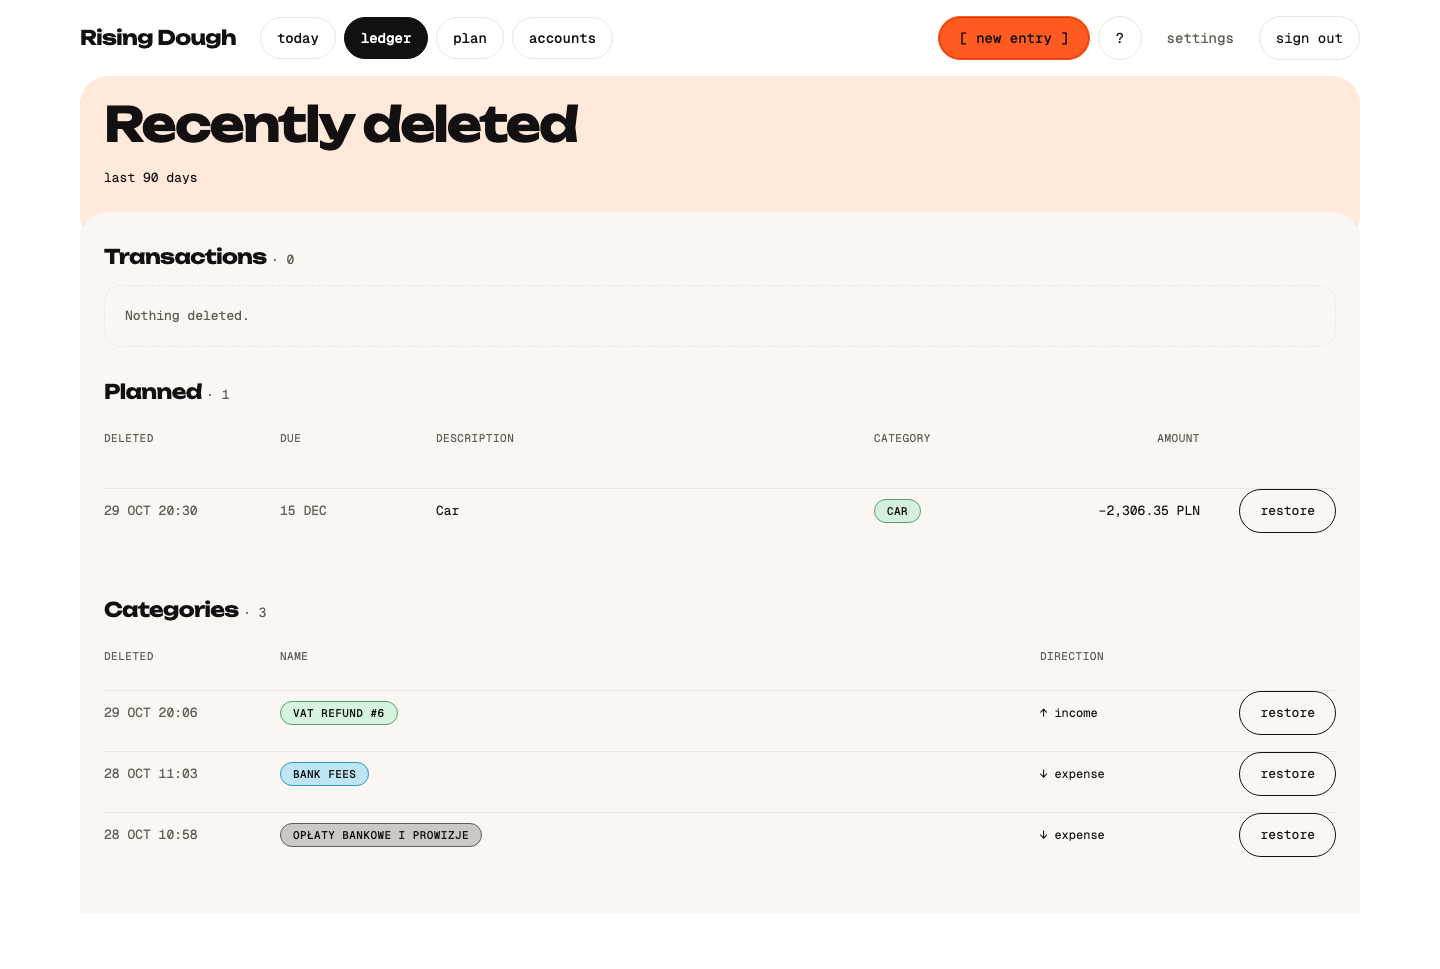 Rising Dough today ledger plan accounts [ new entry ] ? settings sign out
Recently deleted
last 90 days
Transactions · 0
Nothing deleted.
Planned · 1
DELETED DUE DESCRIPTION CATEGORY AMOUNT
29 OCT 20:30 15 DEC Car CAR −2,306.35 PLN restore
Categories · 3
DELETED NAME DIRECTION
29 OCT 20:06 VAT REFUND #6 ↑ income restore
28 OCT 11:03 BANK FEES ↓ expense restore
28 OCT 10:58 OPŁATY BANKOWE I PROWIZJE ↓ expense restore